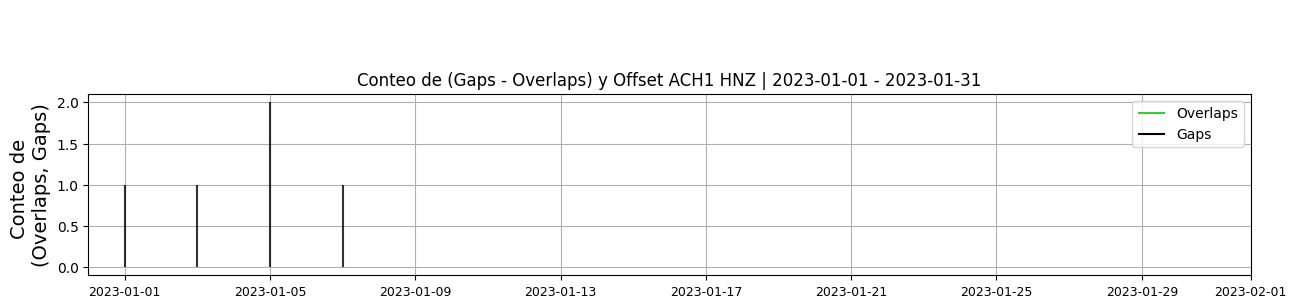 Conteo de (Gaps - Overlaps) y Offset ACH1 HNZ | 2023-01-01 - 2023-01-31
Conteo de
(Overlaps, Gaps)
2.0
1.5
1.0
0.5
0.0
Overlaps
Gaps
2023-01-01 2023-01-05 2023-01-09 2023-01-13 2023-01-17 2023-01-21 2023-01-25 2023-01-29 2023-02-01